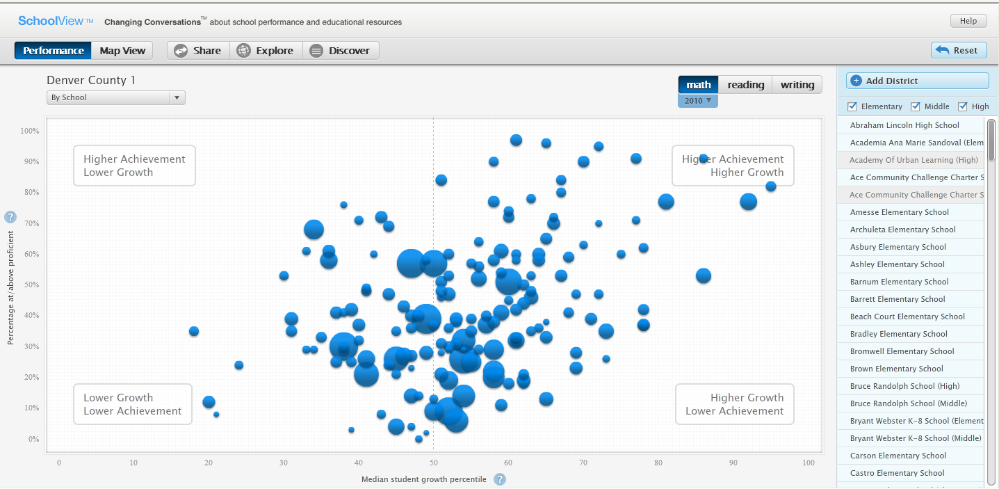 SchoolView TM Changing Conversations™ about school performance and educational resources
Help
Performance Map View Share Explore Discover
Reset
Denver County 1
By School
math reading writing
2010
Add District
Elementary Middle High
Abraham Lincoln High School
Academia Ana Marie Sandoval (Elem
Academy Of Urban Learning (High)
Ace Community Challenge Charter S
Ace Community Challenge Charter S
Amesse Elementary School
Archuleta Elementary School
Asbury Elementary School
Ashley Elementary School
Barnum Elementary School
Barrett Elementary School
Beach Court Elementary School
Bradley Elementary School
Bromwell Elementary School
Brown Elementary School
Bruce Randolph School (High)
Bruce Randolph School (Middle)
Bryant Webster K-8 School (Element
Bryant Webster K-8 School (Middle)
Carson Elementary School
Castro Elementary School
Higher Achievement
Lower Growth
Higher Achievement
Higher Growth
Lower Growth
Lower Achievement
Higher Growth
Lower Achievement
?
Percentage at/above proficient
100%
90%
80%
70%
60%
50%
40%
30%
20%
10%
0%
0 10 20 30 40 50 60 70 80 90 100
Median student growth percentile ?